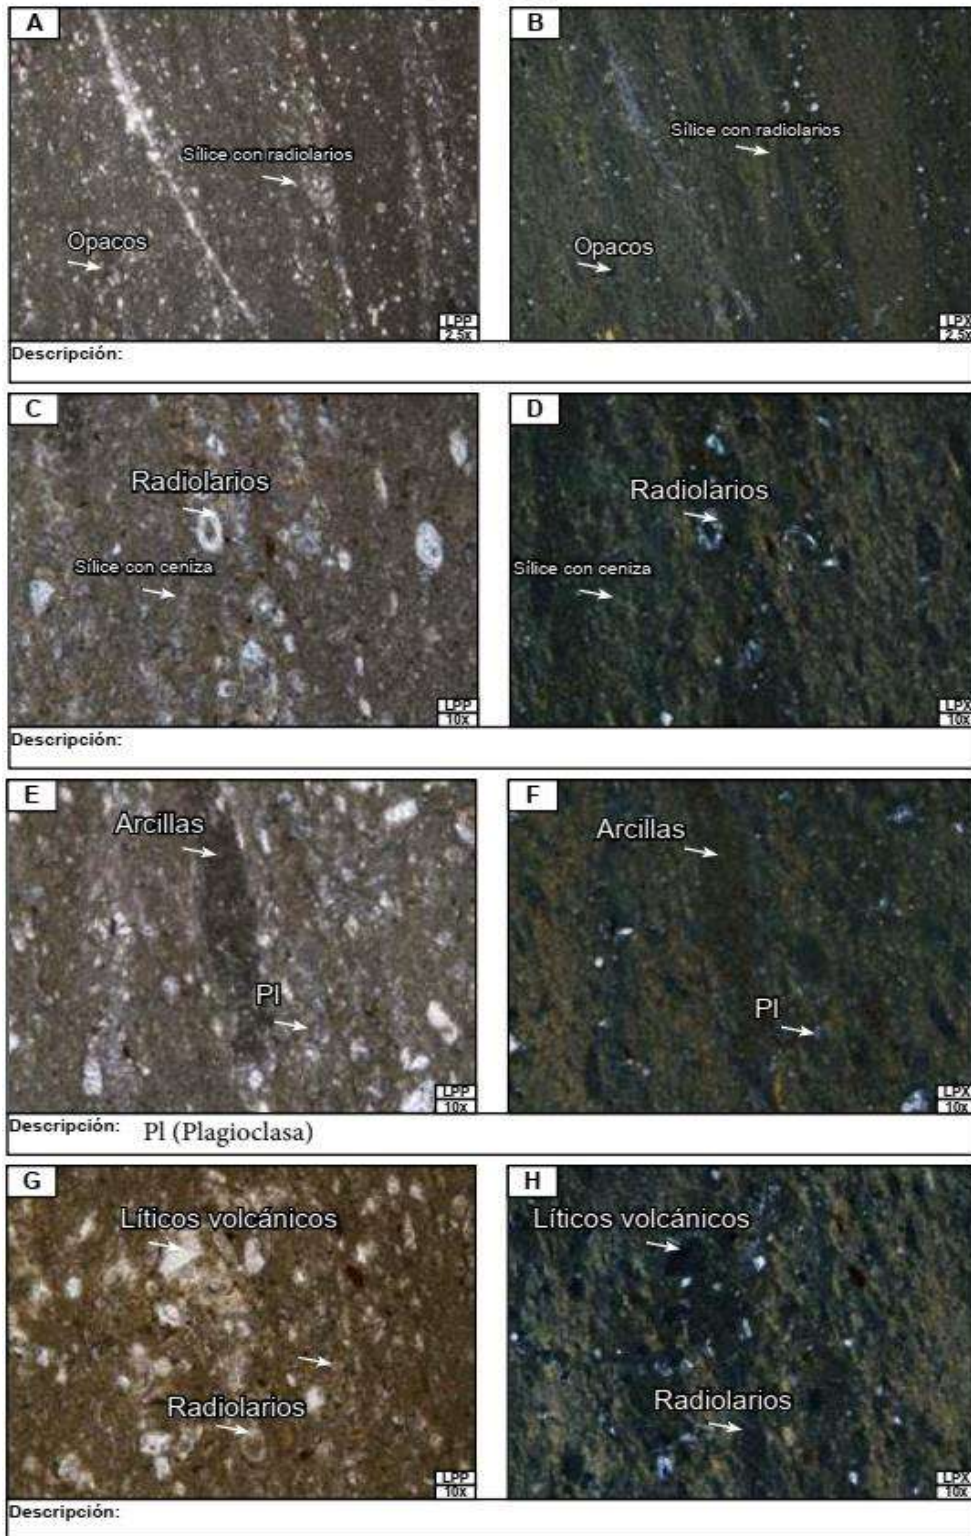 A
B
Sílice con radiolarios
Sílice con radiolarios
Opacos
Opacos
LPP
2.5x
LPX
2.5x
Descripción:
C
D
Radiolarios
Radiolarios
Sílice con ceniza
Sílice con ceniza
LPP
10x
LPX
10x
Descripción:
E
F
Arcillas
Arcillas
Pl
Pl
LPP
10x
LPX
10x
Descripción: Pl (Plagioclasa)
G
H
Líticos volcánicos
Líticos volcánicos
Radiolarios
Radiolarios
LPP
10x
LPX
10x
Descripción: